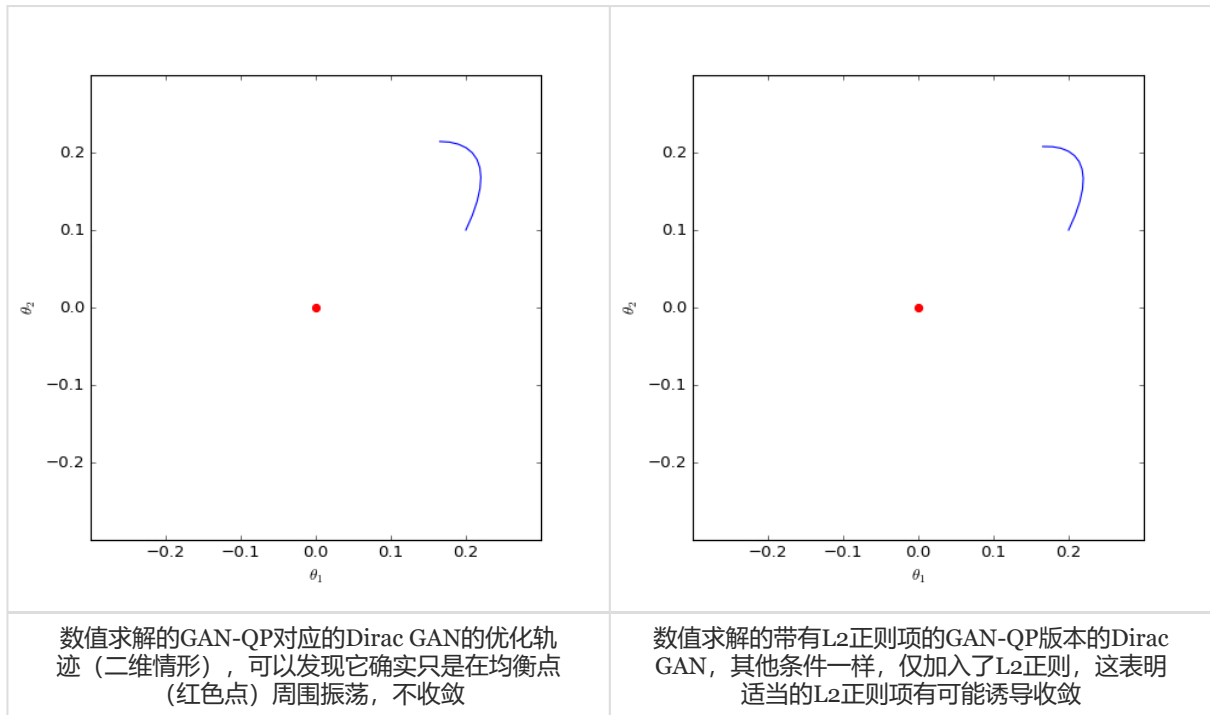 0.2
0.1
0.0
−0.1
−0.2
θ2
−0.2
−0.1
0.0
0.1
0.2
θ1
数值求解的GAN-QP对应的Dirac GAN的优化轨
迹（二维情形），可以发现它确实只是在均衡点
（红色点）周围振荡，不收敛
0.2
0.1
0.0
−0.1
−0.2
θ2
−0.2
−0.1
0.0
0.1
0.2
θ1
数值求解的带有L2正则项的GAN-QP版本的Dirac
GAN，其他条件一样，仅加入了L2正则，这表明
适当的L2正则项有可能诱导收敛